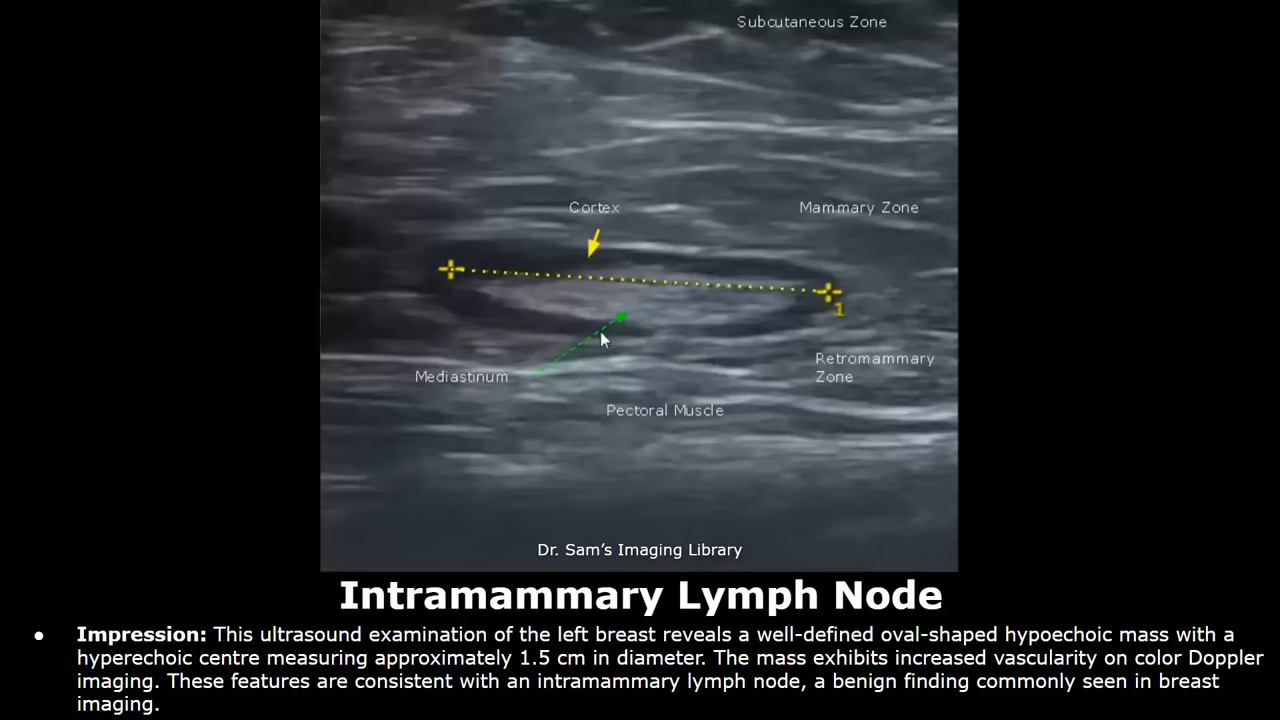 Subcutaneous Zone
Cortex
Mammary Zone
1
Retromammary
Zone
Mediastinum
Pectoral Muscle
Dr. Sam’s Imaging Library
Intramammary Lymph Node
● Impression: This ultrasound examination of the left breast reveals a well-defined oval-shaped hypoechoic mass with a
hyperechoic centre measuring approximately 1.5 cm in diameter. The mass exhibits increased vascularity on color Doppler
imaging. These features are consistent with an intramammary lymph node, a benign finding commonly seen in breast
imaging.